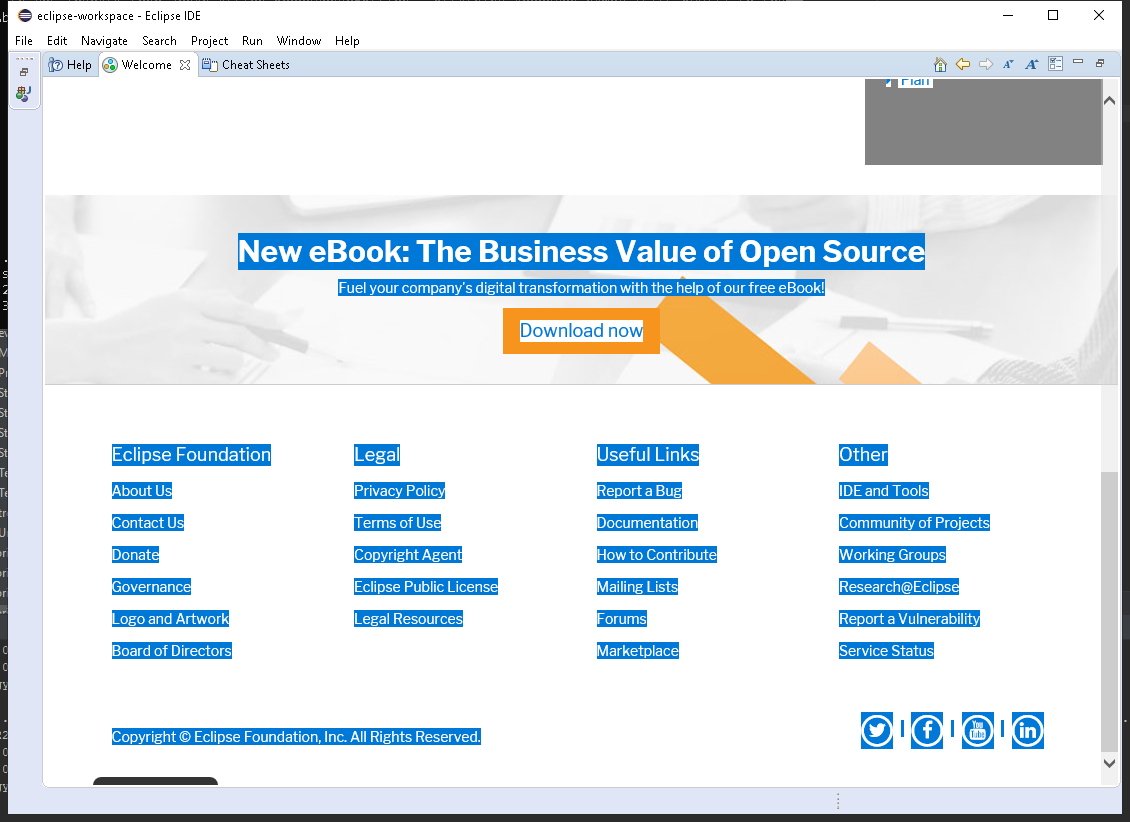 eclipse-workspace - Eclipse IDE
File Edit Navigate Search Project Run Window Help
Help Welcome Cheat Sheets
Plan
New eBook: The Business Value of Open Source
Fuel your company's digital transformation with the help of our free eBook!
Download now
Eclipse Foundation
About Us
Contact Us
Donate
Governance
Logo and Artwork
Board of Directors
Legal
Privacy Policy
Terms of Use
Copyright Agent
Eclipse Public License
Legal Resources
Useful Links
Report a Bug
Documentation
How to Contribute
Mailing Lists
Forums
Marketplace
Other
IDE and Tools
Community of Projects
Working Groups
Research@Eclipse
Report a Vulnerability
Service Status
Copyright © Eclipse Foundation, Inc. All Rights Reserved.